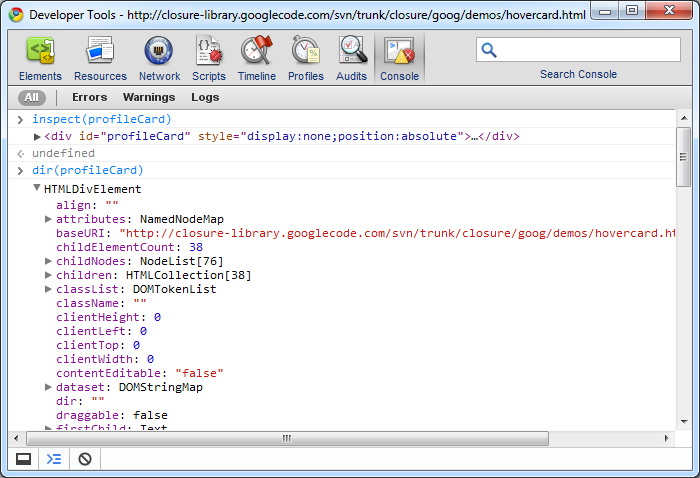 Developer Tools - http://closure-library.googlecode.com/svn/trunk/closure/goog/demos/hovercard.html
Elements Resources Network Scripts Timeline Profiles Audits Console Search Console
All Errors Warnings Logs
inspect(profileCard)
<div id="profileCard" style="display:none;position:absolute">…</div>
undefined
dir(profileCard)
HTMLDivElement
align: ""
attributes: NamedNodeMap
baseURI: "http://closure-library.googlecode.com/svn/trunk/closure/goog/demos/hovercard.ht
childElementCount: 38
childNodes: NodeList[76]
children: HTMLCollection[38]
classList: DOMTokenList
className: ""
clientHeight: 0
clientLeft: 0
clientTop: 0
clientWidth: 0
contentEditable: "false"
dataset: DOMStringMap
dir: ""
draggable: false
firstChild: Text